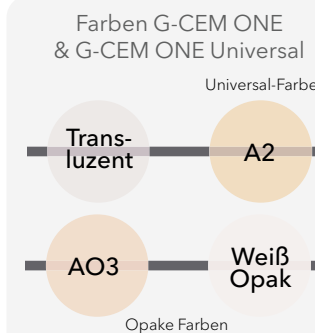 Farben G-CEM ONE
& G-CEM ONE Universal
Universal-Farbe
Trans-
luzent
A2
AO3
Weiß
Opak
Opake Farben